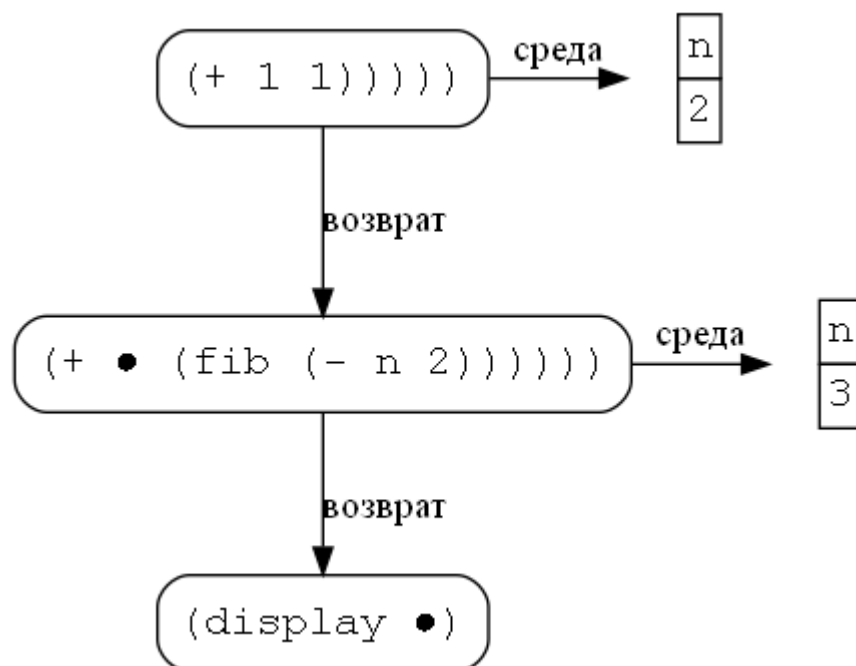 (+ 1 1)))))
среда
n
2
возврат
(+ ● (fib (- n 2))))))
среда
n
3
возврат
(display ●)